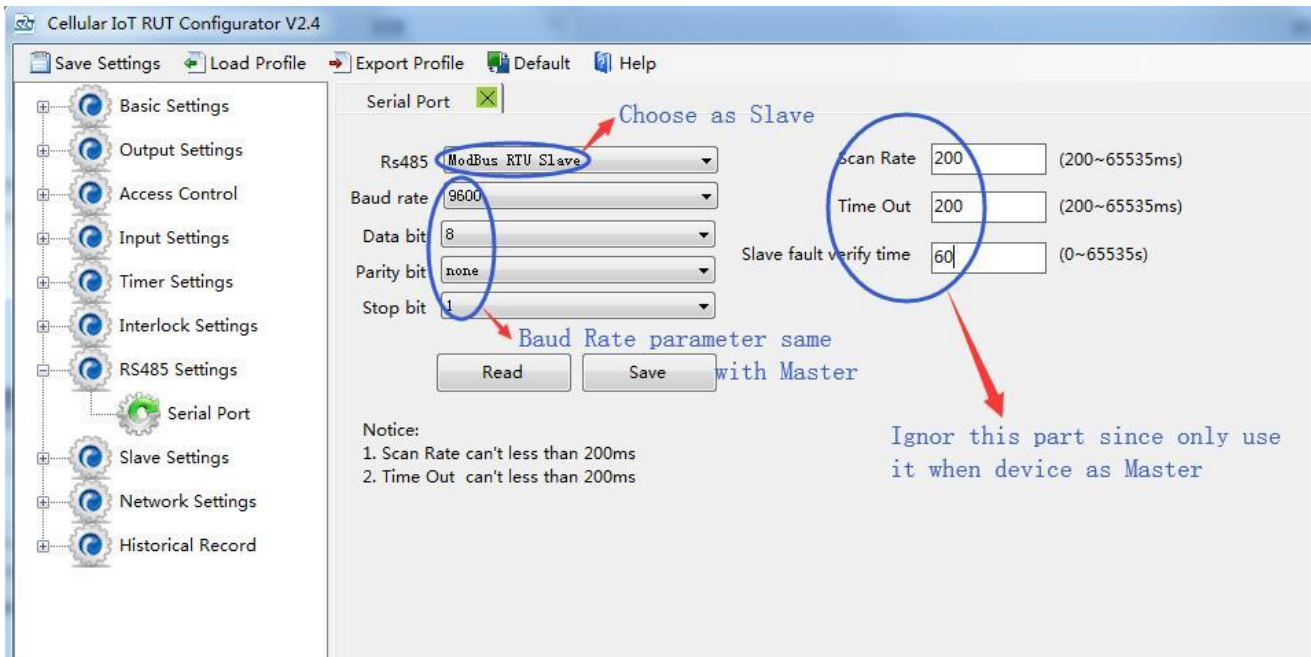 Cellular IoT RUT Configurator V2.4
Save Settings Load Profile Export Profile Default Help
Basic Settings
Output Settings
Access Control
Input Settings
Timer Settings
Interlock Settings
RS485 Settings
Serial Port
Slave Settings
Network Settings
Historical Record
Serial Port
Choose as Slave
Rs485 ModBus RTU Slave
Baud rate 9600
Data bit 8
Parity bit none
Stop bit 1
Scan Rate 200 (200~65535ms)
Time Out 200 (200~65535ms)
Slave fault verify time 60 (0~65535s)
Baud Rate parameter same
with Master
Read Save
Notice:
1. Scan Rate can't less than 200ms
2. Time Out can't less than 200ms
Ignor this part since only use
it when device as Master